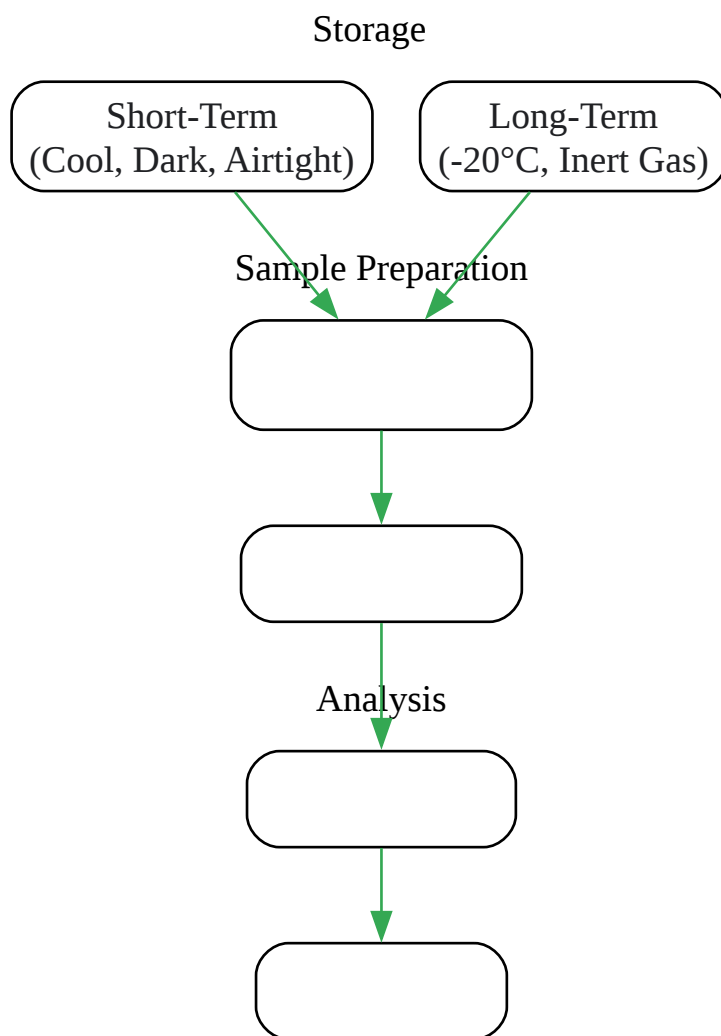 Storage
Short-Term
(Cool, Dark, Airtight)
Long-Term
(-20°C, Inert Gas)
Sample Preparation
Analysis